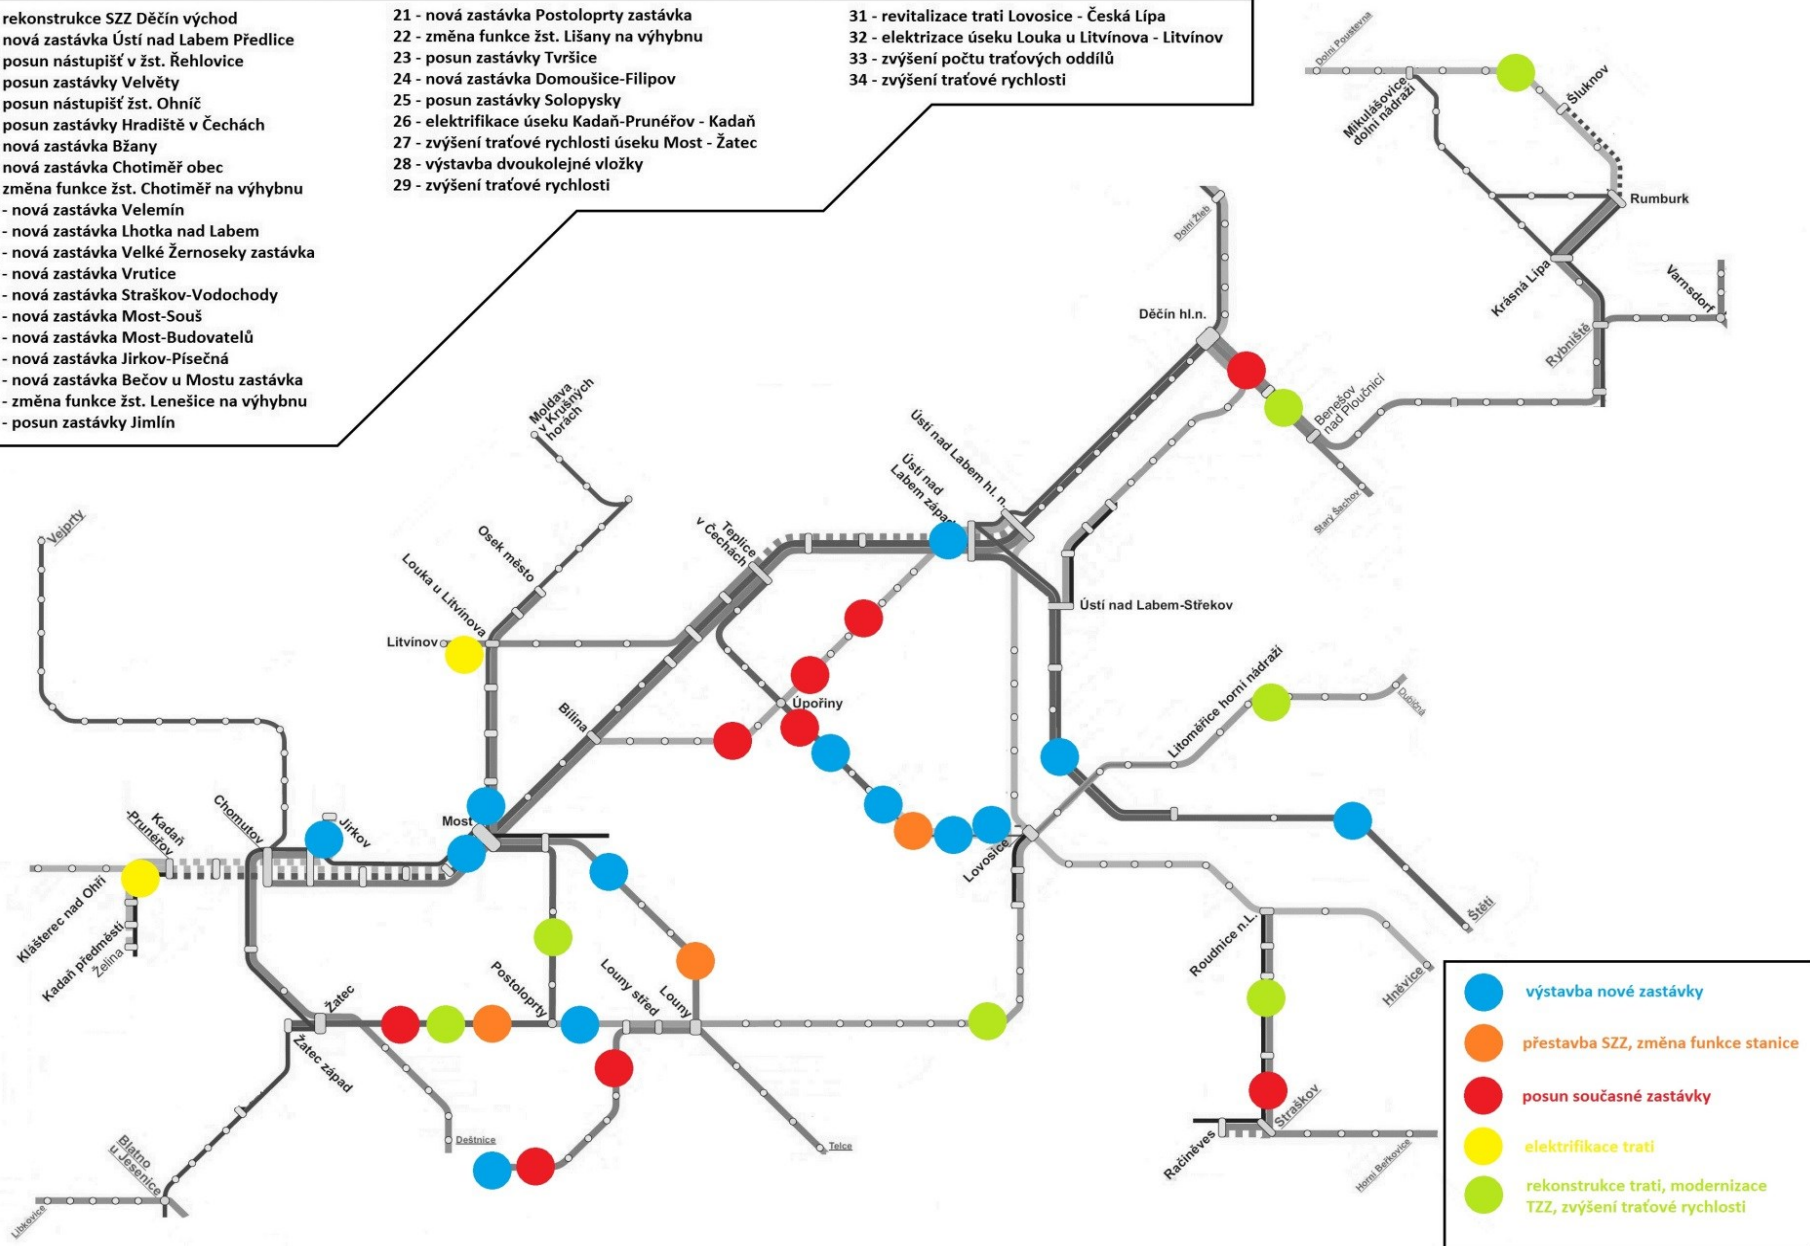 rekonstrukce SZZ Děčín východ
nová zastávka Ústí nad Labem Předlice
posun nástupišť v žst. Řehlovice
posun zastávky Velvěty
posun nástupišť žst. Ohníč
posun zastávky Hradiště v Čechách
nová zastávka Bžany
nová zastávka Chotiměř obec
změna funkce žst. Chotiměř na výhybnu
- nová zastávka Velemín
- nová zastávka Lhotka nad Labem
- nová zastávka Velké Žernoseky zastávka
- nová zastávka Vrutice
- nová zastávka Straškov-Vodochody
- nová zastávka Most-Souš
- nová zastávka Most-Budovatelů
- nová zastávka Jirkov-Písečná
- nová zastávka Bečov u Mostu zastávka
- změna funkce žst. Lenešice na výhybnu
- posun zastávky Jimlín
21 - nová zastávka Postoloprty zastávka
22 - změna funkce žst. Lišany na výhybnu
23 - posun zastávky Tvršice
24 - nová zastávka Domoušice-Filipov
25 - posun zastávky Solopysky
26 - elektrifikace úseku Kadaň-Prunéřov - Kadaň
27 - zvýšení traťové rychlosti úseku Most - Žatec
28 - výstavba dvoukolejné vložky
29 - zvýšení traťové rychlosti
31 - revitalizace trati Lovosice - Česká Lípa
32 - elektrizace úseku Louka u Litvínova - Litvínov
33 - zvýšení počtu traťových oddílů
34 - zvýšení traťové rychlosti
Dolní Poustevna
Mikulášovice
dolní nádraží
Šluknov
Rumburk
Krásná Lípa
Varnsdorf
Rybniště
Dolní Žleb
Děčín hl.n.
Benešov
nad Ploučnicí
Starý Šachov
Moldava
v Krušných
horách
Ústí nad Labem hl. n.
Ústí nad
Labem západ
Teplice
v Čechách
Osek město
Louka u Litvínova
Litvínov
Vejprty
Ústí nad Labem-Střekov
Úpořiny
Bílina
Litoměřice horní nádraží
Dubičná
Most
Chomutov
Jirkov
Kadaň
-Prunéřov
Klášterec nad Ohří
Kadaň předměstí
Želina
Lovosice
Štětí
Roudnice n.L.
Hněvice
Postoloprty
Louny střed
Louny
Žatec
Žatec západ
Deštnice
Telce
Blatno
u Jesenice
Libkovice
Straškov
Račiněves
Horní Beřkovice
výstavba nové zastávky
přestavba SZZ, změna funkce stanice
posun současné zastávky
elektrifikace trati
rekonstrukce trati, modernizace
TZZ, zvýšení traťové rychlosti